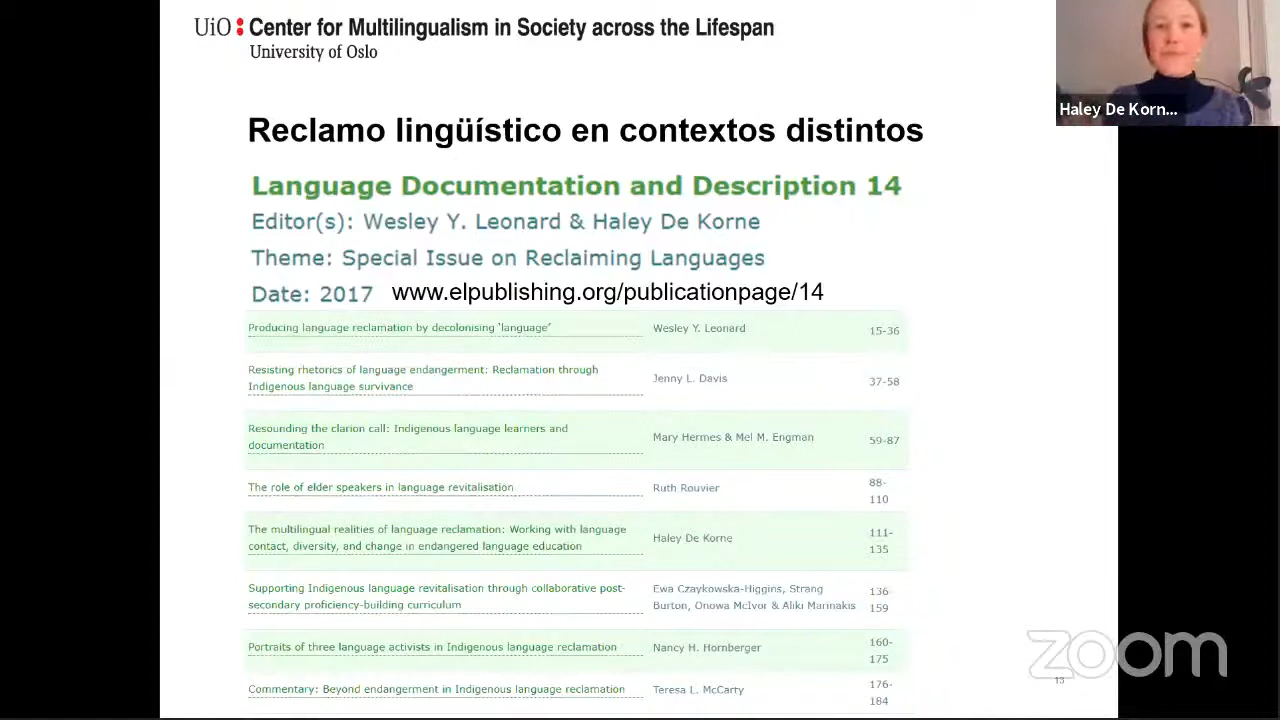 UiO : Center for Multilingualism in Society across the Lifespan
University of Oslo
Haley De Korn...
Reclamo lingüístico en contextos distintos
Language Documentation and Description 14
Editor(s): Wesley Y. Leonard & Haley De Korne
Theme: Special Issue on Reclaiming Languages
Date: 2017 www.elpublishing.org/publicationpage/14
Producing language reclamation by decolonising 'language' Wesley Y. Leonard 15-36
Resisting rhetorics of language endangerment: Reclamation through
Indigenous language survivance
Jenny L. Davis
37-58
Resounding the clarion call: Indigenous language learners and
documentation
Mary Hermes & Mel M. Engman
59-87
The role of elder speakers in language revitalisation
Ruth Rouvier
88-
110
The multilingual realities of language reclamation: Working with language
contact, diversity, and change in endangered language education
Haley De Korne
111-
135
Supporting Indigenous language revitalisation through collaborative post-
secondary proficiency-building curriculum
Ewa Czaykowska-Higgins, Strang
Burton, Onowa McIvor & Aliki Marinakis
136-
159
Portraits of three language activists in Indigenous language reclamation
Nancy H. Hornberger
160-
175
Commentary: Beyond endangerment in Indigenous language reclamation
Teresa L. McCarty
176-
184
zoom
13